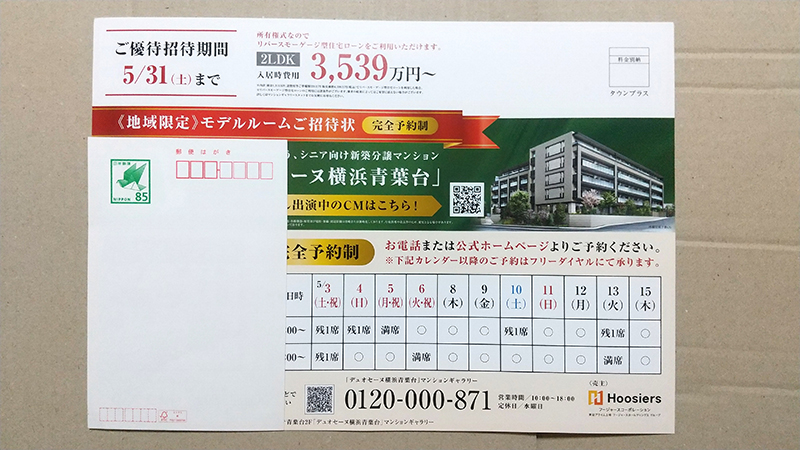 ご優待招待期間
5/31(土)まで
所有権式なので
リバースモーゲージ型住宅ローンをご利用いただけます。
2LDK
入居時費用 3,539万円~
料金別納
タウンプラス
《地域限定》モデルルームご招待状 完全予約制
、シニア向け新築分譲マンション
セーヌ横浜青葉台」
出演中のCMはこちら!
郵便はがき
日本郵便
85
NIPPON
完全予約制
お電話または公式ホームページよりご予約ください。
※下記カレンダー以降のご予約はフリーダイヤルにて承ります。
日時 5/3(土・祝) 4(日) 5(月・祝) 6(火・祝) 8(木) 9(金) 10(土) 11(日) 12(月) 13(火) 15(木)
00~ 残1席 残1席 満席 ○ ○ ○ 残1席 ○ ○ 残1席 ○
00~ 残1席 ○ ○ 満席 ○ ○ ○ ○ ○ 満席 ○
「デュオセーヌ横浜青葉台」マンションギャラリー
0120-000-871
営業時間/10:00~18:00
定休日/水曜日
〈売主〉
Hoosiers
フージャースコーポレーション
青葉台2F「デュオセーヌ横浜青葉台」マンションギャラリー